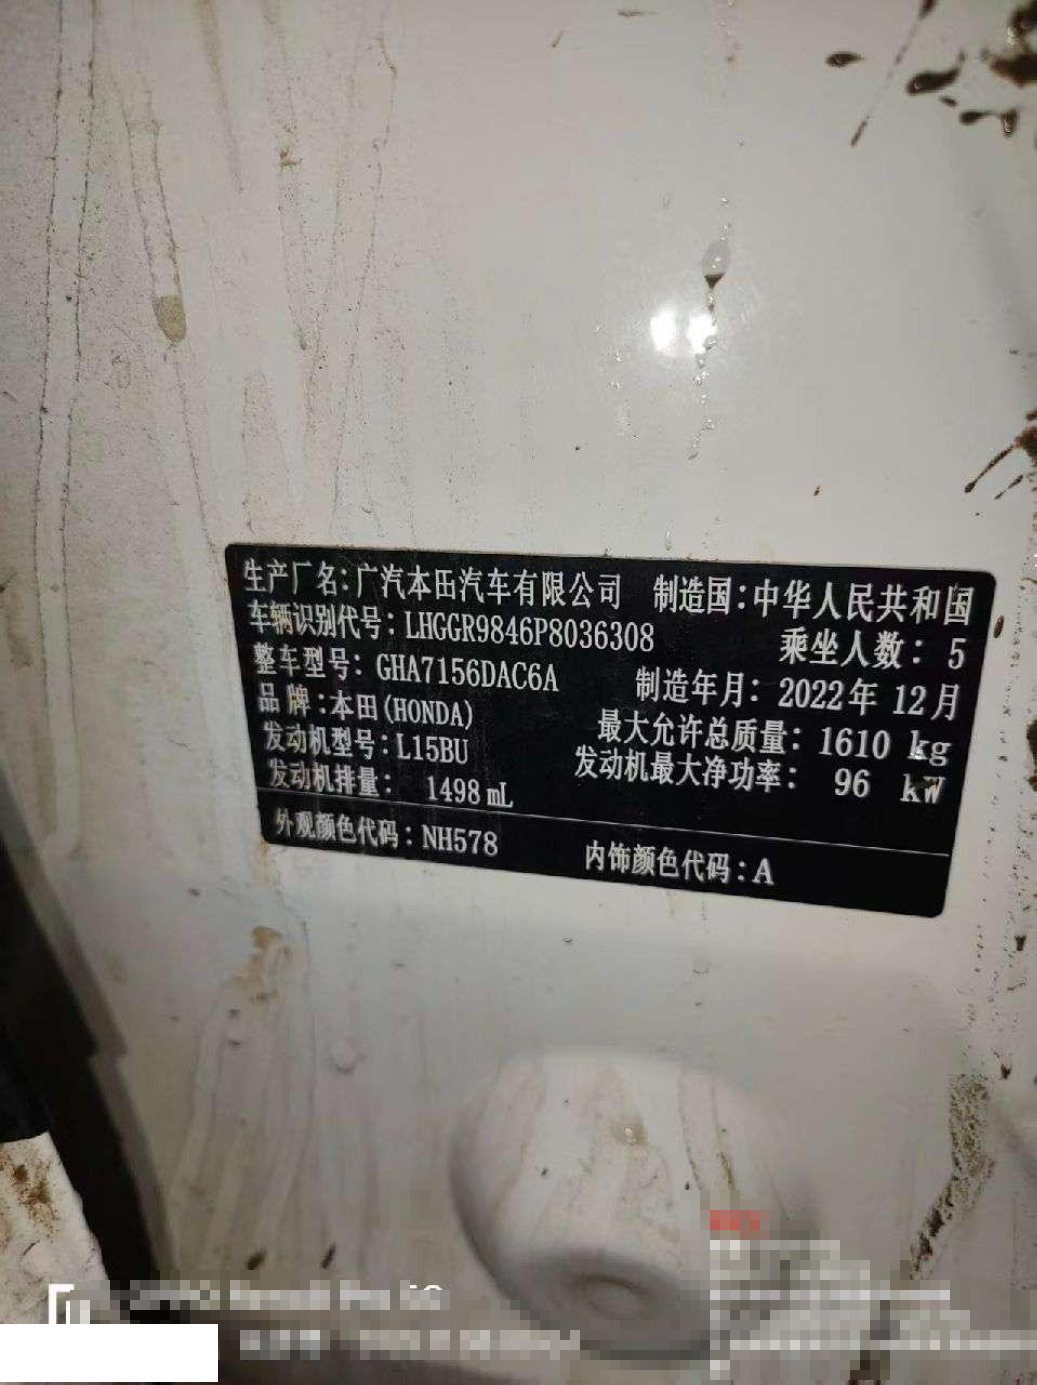 生产厂名：广汽本田汽车有限公司 制造国：中华人民共和国
车辆识别代号：LHGGR9846P8036308 乘坐人数：5
整车型号：GHA7156DAC6A 制造年月：2022年 12月
品牌：本田(HONDA) 最大允许总质量：1610 kg
发动机型号：L15BU 发动机最大净功率：96 kW
发动机排量：1498 mL
外观颜色代码：NH578 内饰颜色代码：A